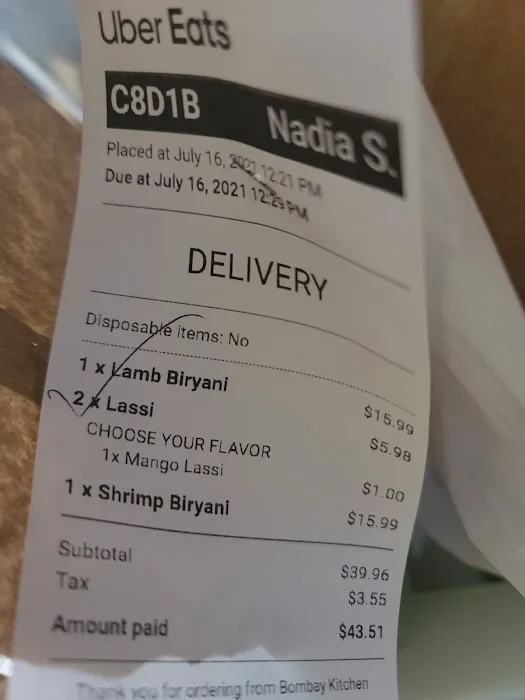 Uber Eats
C8D1B Nadia S.
Placed at July 16, 2021 12:21 PM
Due at July 16, 2021 12:29 PM
DELIVERY
Disposable items: No
1 x Lamb Biryani $15.99
2 x Lassi $5.98
CHOOSE YOUR FLAVOR
1x Mango Lassi $1.00
1 x Shrimp Biryani $15.99
Subtotal $39.96
Tax $3.55
Amount paid $43.51
Thank you for ordering from Bombay Kitchen